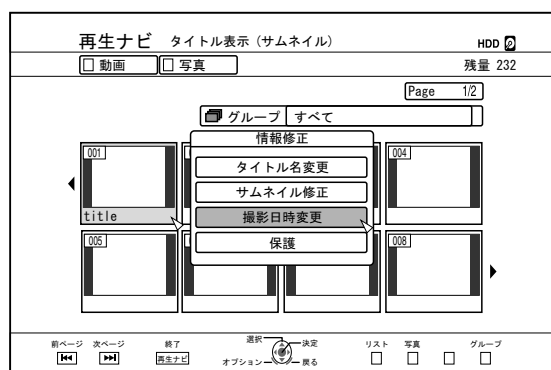 再生ナビ タイトル表示（サムネイル） HDD
動画 写真 残量 232
Page 1/2
グループ すべて
情報修正
001 004
タイトル名変更
サムネイル修正
title 撮影日時変更
005 保護 008
前ページ 次ページ 終了 選択 決定 リスト 写真 グループ
再生ナビ オプション 戻る